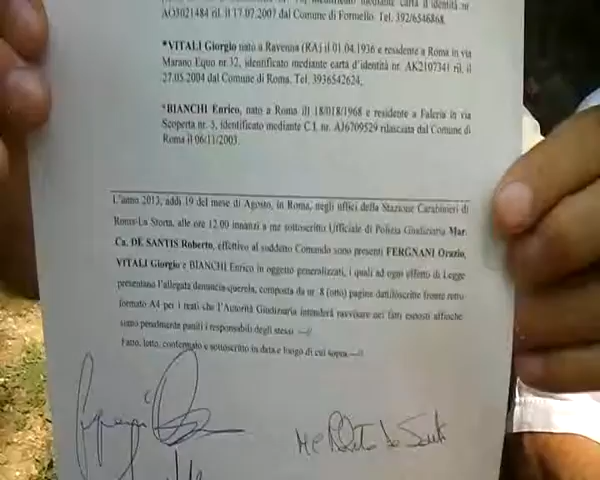 mediante carta d'identità nr
AO3021484 ril. il 17.07.2007 dal Comune di Formello. Tel. 392/6546868.
*VITALI Giorgio nato a Ravenna (RA) il 01.04.1936 e residente a Roma in via
Marano Equo nr 32, identificato mediante carta d'identità nr. AK2107341 ril. il
27.05.2004 dal Comune di Roma. Tel. 3936542624.
*BIANCHI Enrico, nato a Roma il) 18/018/1968 e residente a Faleria in via
Scoperta nr. 5, identificato mediante C.I. nr. AJ6709529 rilasciata dal Comune di
Roma il 06/11/2003.
L'anno 2013, addì 19 del mese di Agosto, in Roma, negli uffici della Stazione Carabinieri di
Roma-La Storta, alle ore 12.00 innanzi a me sottoscritto Ufficiale di Polizia Giudiziaria Mar.
Ca. DE SANTIS Roberto, effettivo al suddetto Comando sono presenti FERGNANI Orazio,
VITALI Giorgio e BIANCHI Enrico in oggetto generalizzati, i quali ad ogni effetto di Legge
presentano l'allegata denuncia-querela, composta da nr. 8 (otto) pagine dattiloscritte fronte retro
formato A4 per i reati che l'Autorità Giudiziaria intenderà ravvisare nei fatti esposti affinché
siano penalmente puniti i responsabili degli stessi.---//
Fatto, letto, confermato e sottoscritto in data e luogo di cui sopra.---//